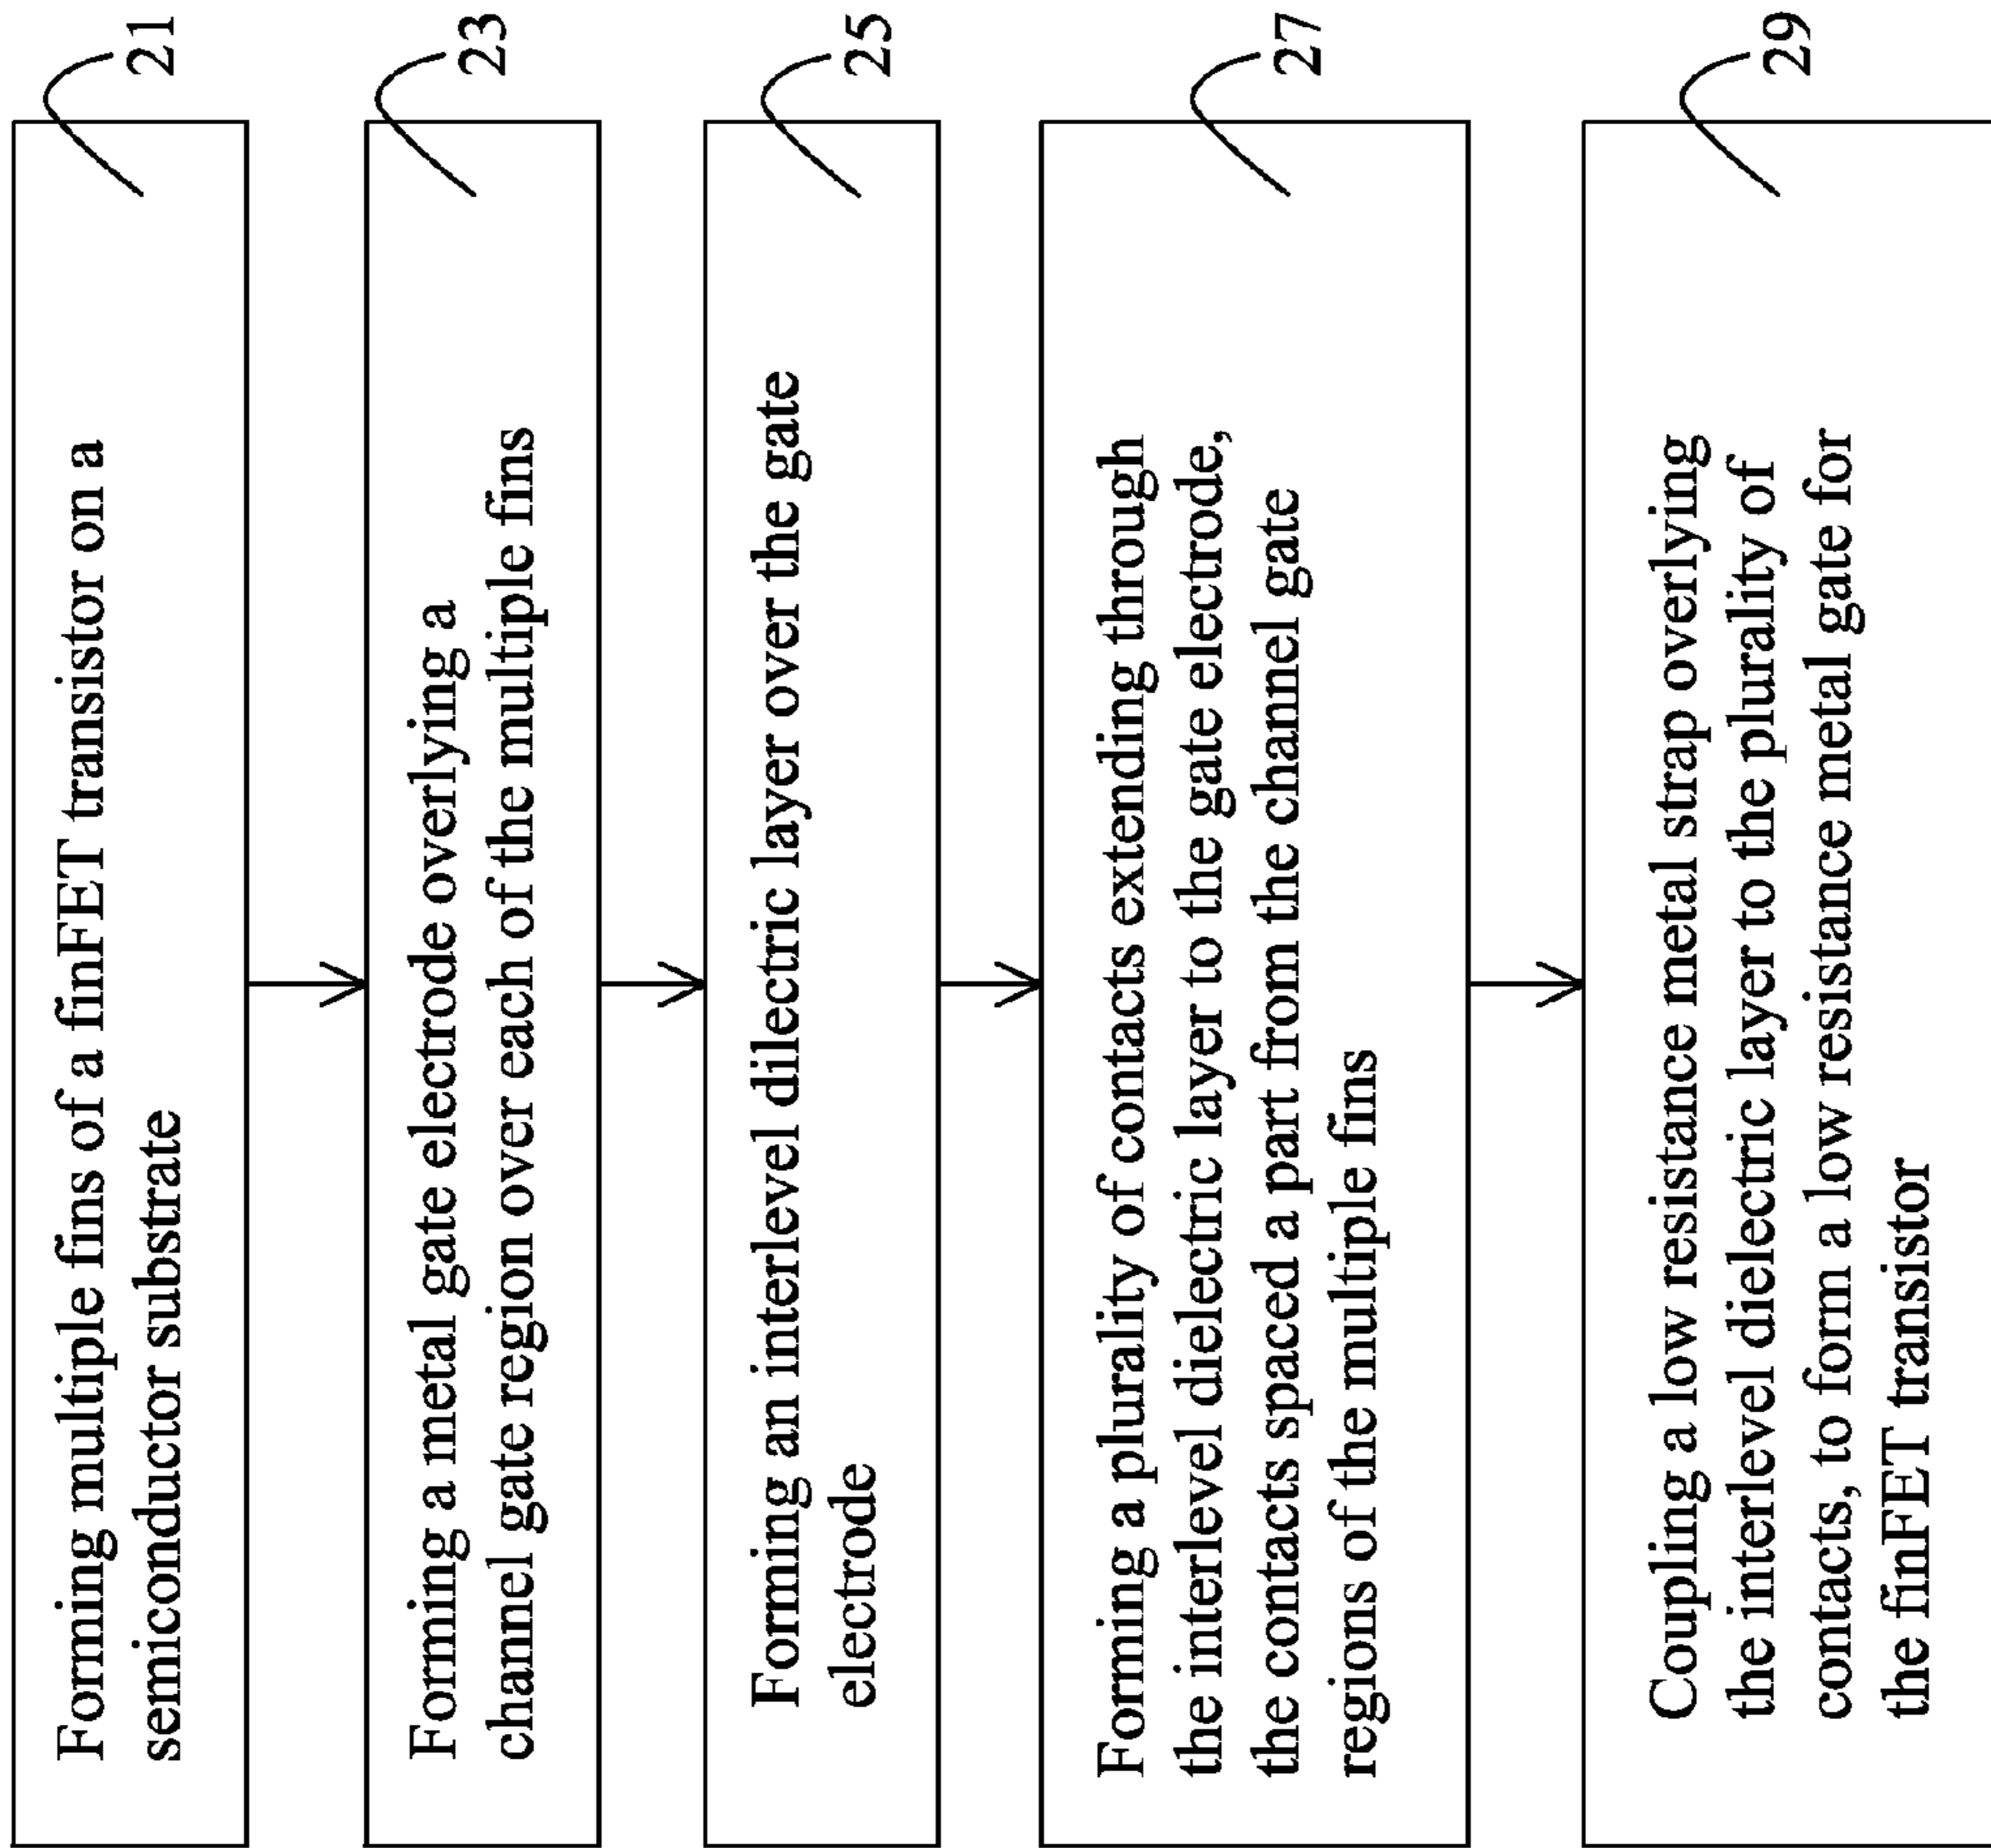 Forming multiple fins of a finFET transistor on a
semiconductor substrate
21
Forming a metal gate electrode overlying a
channel gate region over each of the multiple fins
23
Forming an interlevel dilectric layer over the gate
electrode
25
Forming a plurality of contacts extending through
the interlevel dielectric layer to the gate electrode,
the contacts spaced a part from the channel gate
regions of the multiple fins
27
Coupling a low resistance metal strap overlying
the interlevel dielectric layer to the plurality of
contacts, to form a low resistance metal gate for
the finFET transistor
29